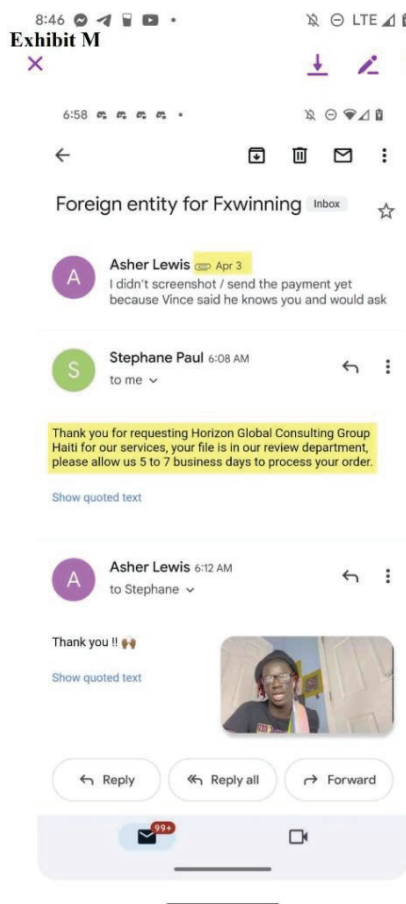 8:46
LTE
Exhibit M
6:58
Foreign entity for Fxwinning Inbox
A
Asher Lewis Apr 3
I didn't screenshot / send the payment yet
because Vince said he knows you and would ask
S
Stephane Paul 6:08 AM
to me
Thank you for requesting Horizon Global Consulting Group
Haiti for our services, your file is in our review department,
please allow us 5 to 7 business days to process your order.
Show quoted text
A
Asher Lewis 6:12 AM
to Stephane
Thank you !! 🙌🏾
Show quoted text
Reply
Reply all
Forward
99+